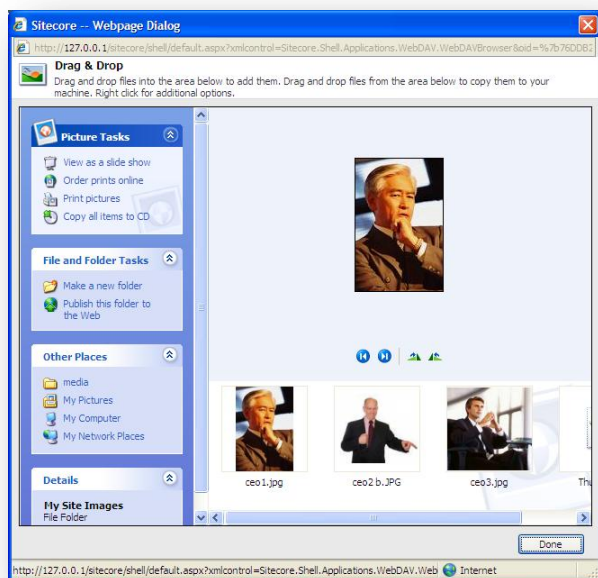 Sitecore -- Webpage Dialog
http://127.0.0.1/sitecore/shell/default.aspx?xmlcontrol=Sitecore.Shell.Applications.WebDAV.WebDAVBrowser&oid=%7b76DDB2
Drag & Drop
Drag and drop files into the area below to add them. Drag and drop files from the area below to copy them to your
machine. Right click for additional options.
Picture Tasks
View as a slide show
Order prints online
Print pictures
Copy all items to CD
File and Folder Tasks
Make a new folder
Publish this folder to
the Web
Other Places
media
My Pictures
My Computer
My Network Places
Details
My Site Images
File Folder
ceo1.jpg
ceo2b.JPG
ceo3.jpg
Thu
Done
http://127.0.0.1/sitecore/shell/default.aspx?xmlcontrol=Sitecore.Shell.Applications.WebDAV.Web
Internet